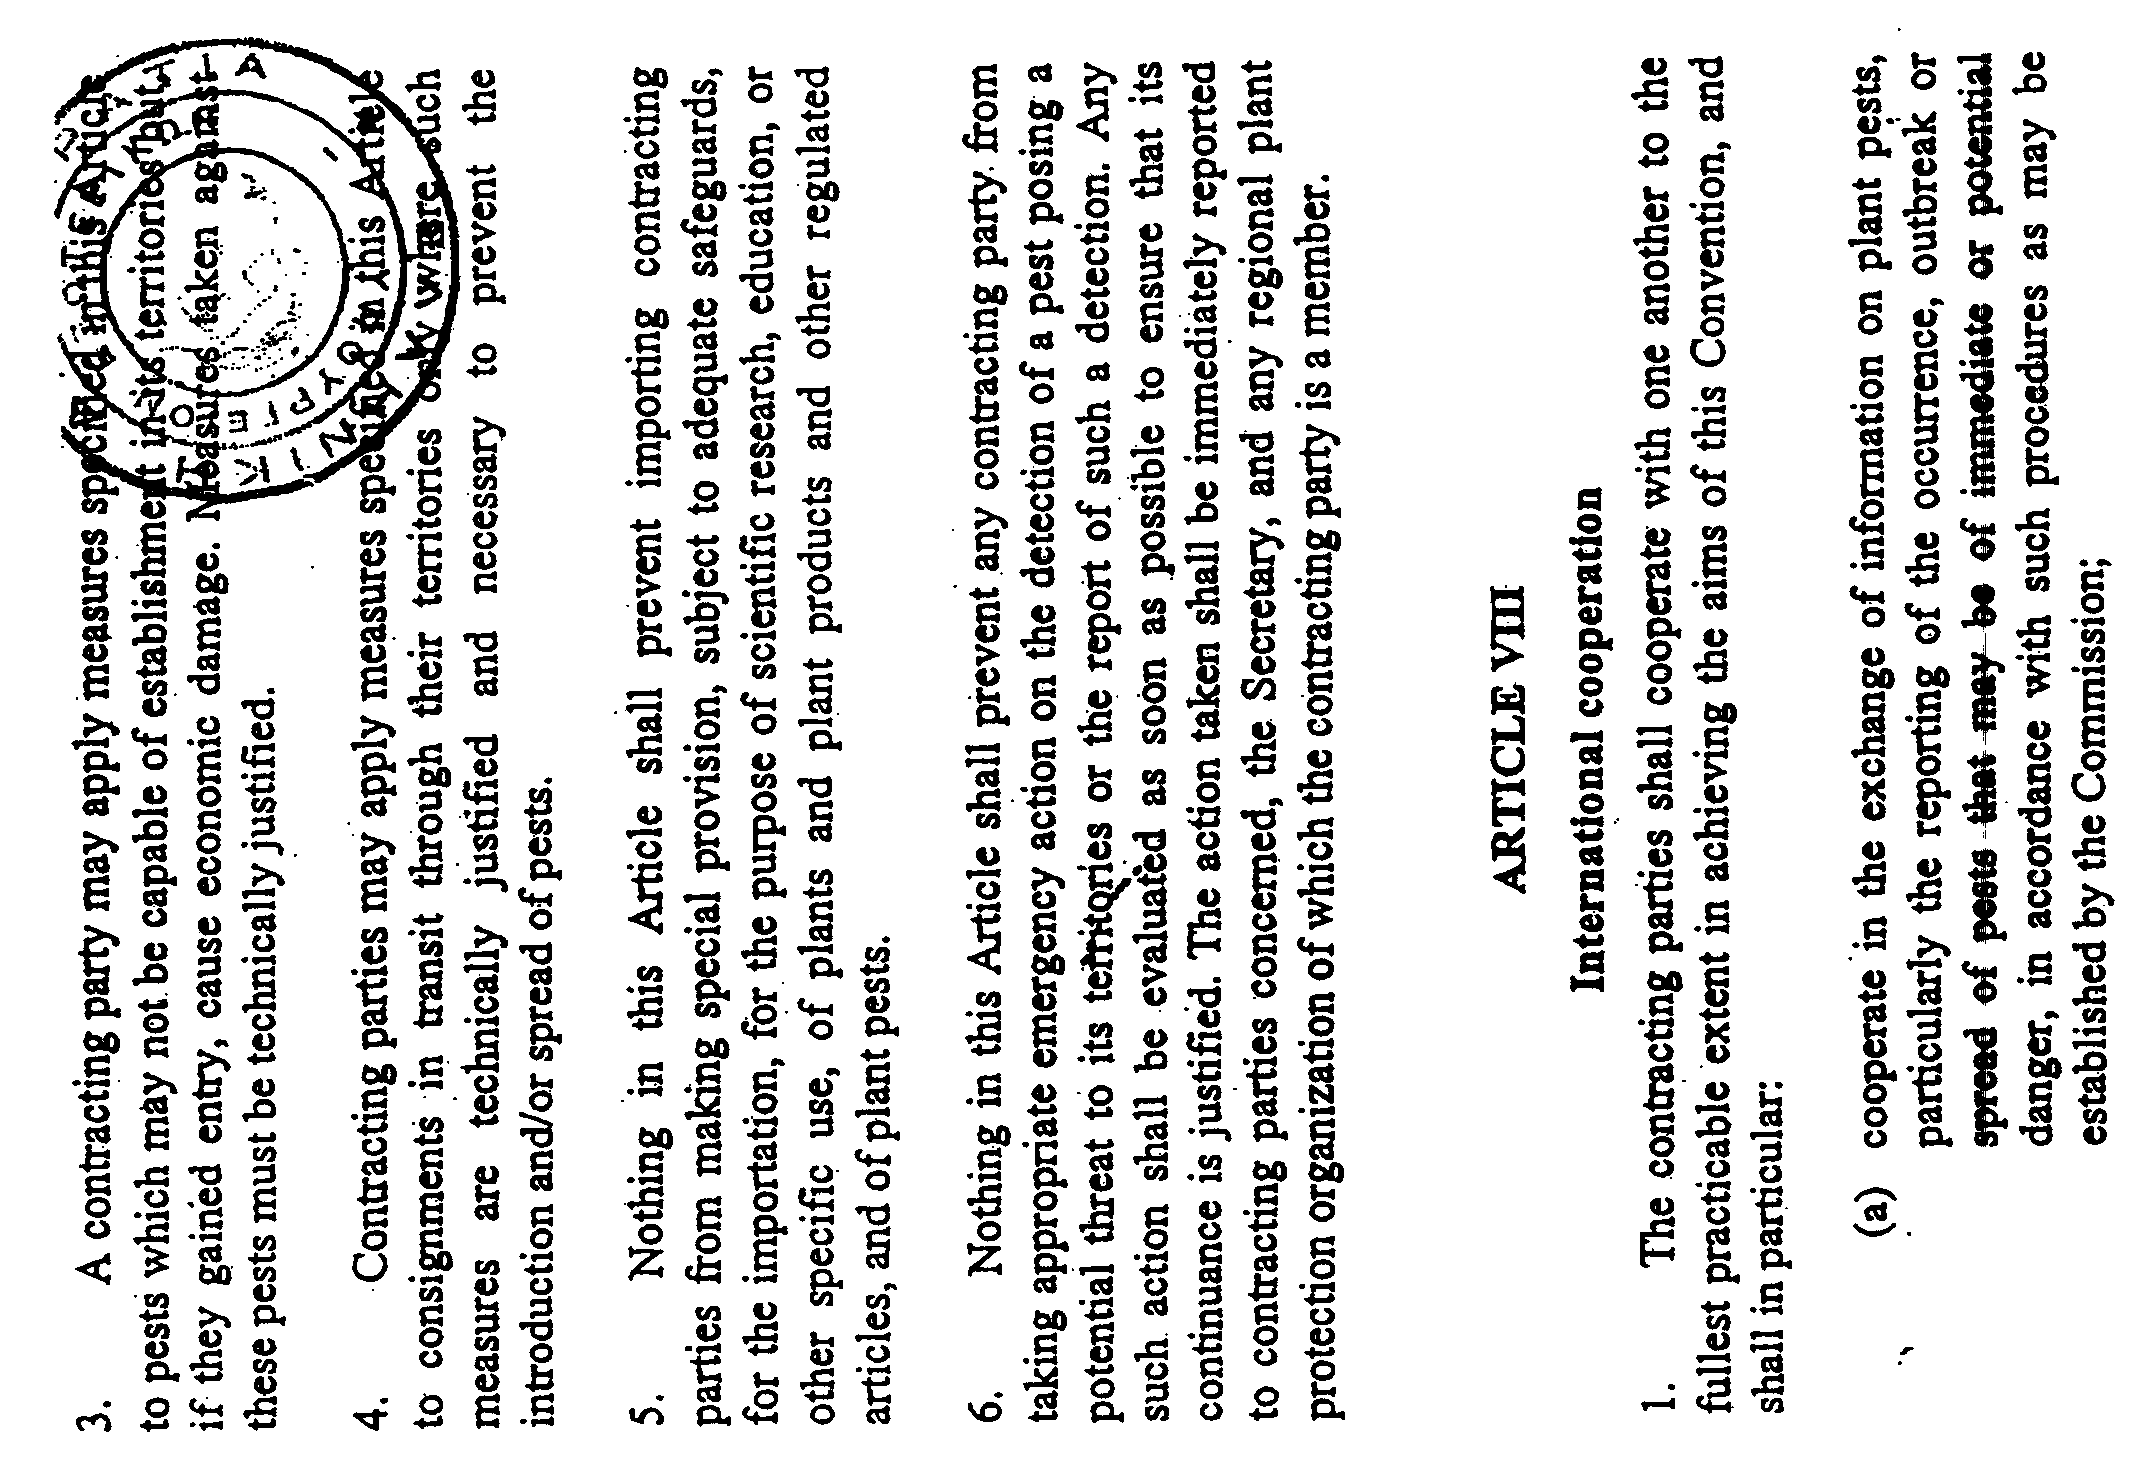 3. A contracting party may apply measures specified in this Article
to pests which may not be capable of establishment in its territories but,
if they gained entry, cause economic damage. Measures taken against
these pests must be technically justified.
4. Contracting parties may apply measures specified in this Article
to consignments in transit through their territories only where such
measures are technically justified and necessary to prevent the
introduction and/or spread of pests.
5. Nothing in this Article shall prevent importing contracting
parties from making special provision, subject to adequate safeguards,
for the importation, for the purpose of scientific research, education, or
other specific use, of plants and plant products and other regulated
articles, and of plant pests.
6. Nothing in this Article shall prevent any contracting party from
taking appropriate emergency action on the detection of a pest posing a
potential threat to its territories or the report of such a detection. Any
such action shall be evaluated as soon as possible to ensure that its
continuance is justified. The action taken shall be immediately reported
to contracting parties concerned, the Secretary, and any regional plant
protection organization of which the contracting party is a member.
ARTICLE VIII
International cooperation
1. The contracting parties shall cooperate with one another to the
fullest practicable extent in achieving the aims of this Convention, and
shall in particular:
(a) cooperate in the exchange of information on plant pests,
particularly the reporting of the occurrence, outbreak or
spread of pests that may be of immediate or potential
danger, in accordance with such procedures as may be
established by the Commission;